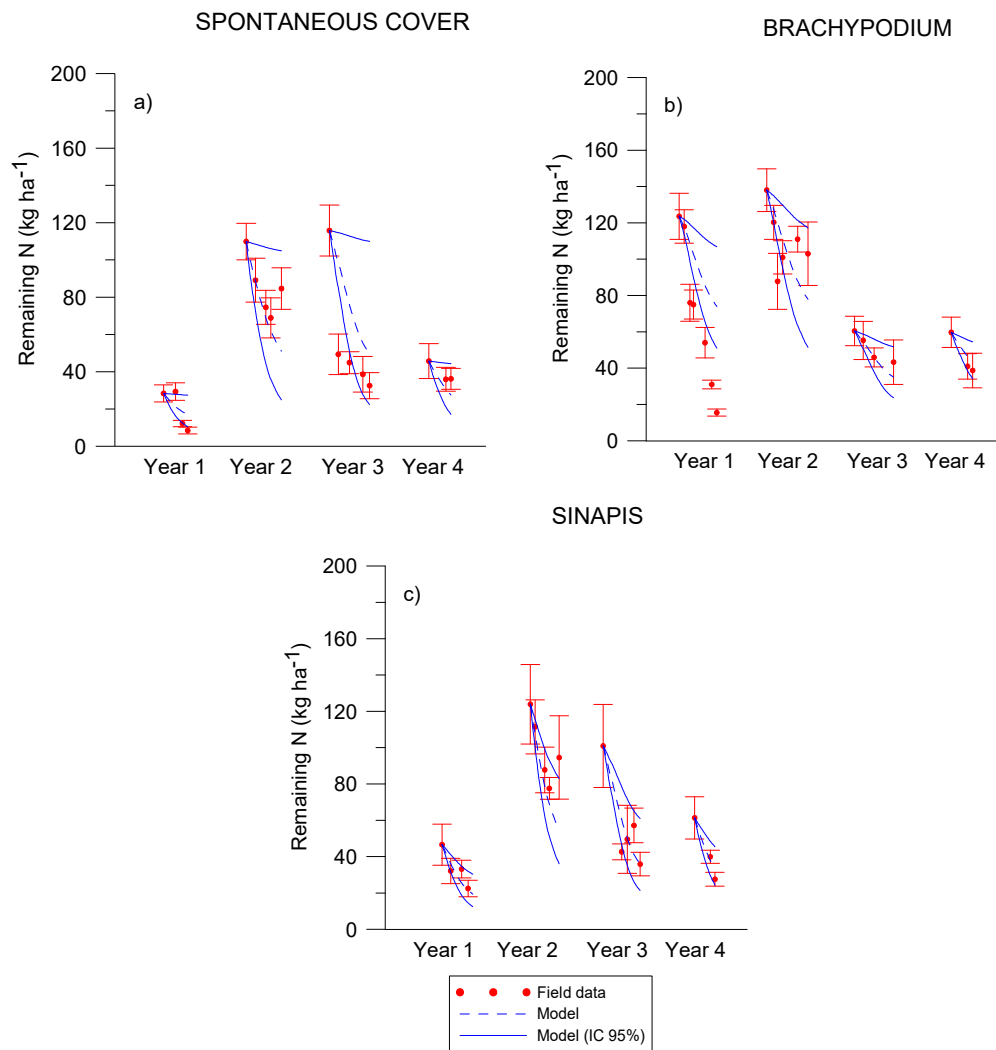 SPONTANEOUS COVER
BRACHYPODIUM
a)
200
160
120
80
40
0
Remaining N (kg ha⁻¹)
Year 1 Year 2 Year 3 Year 4
b)
200
160
120
80
40
0
Remaining N (kg ha⁻¹)
Year 1 Year 2 Year 3 Year 4
SINAPIS
c)
200
160
120
80
40
0
Remaining N (kg ha⁻¹)
Year 1 Year 2 Year 3 Year 4
Field data
Model
Model (IC 95%)